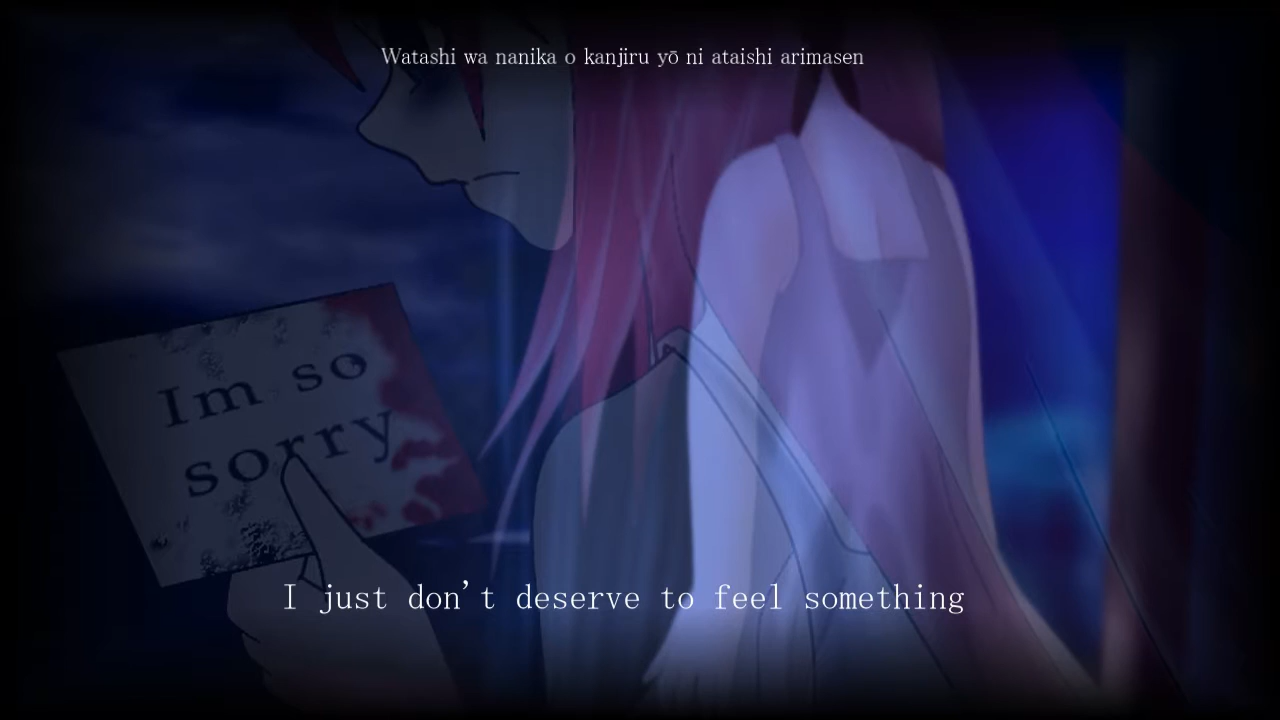 Watashi wa nanika o kanjiru yō ni ataishi arimasen
Im so
sorry
I just don't deserve to feel something